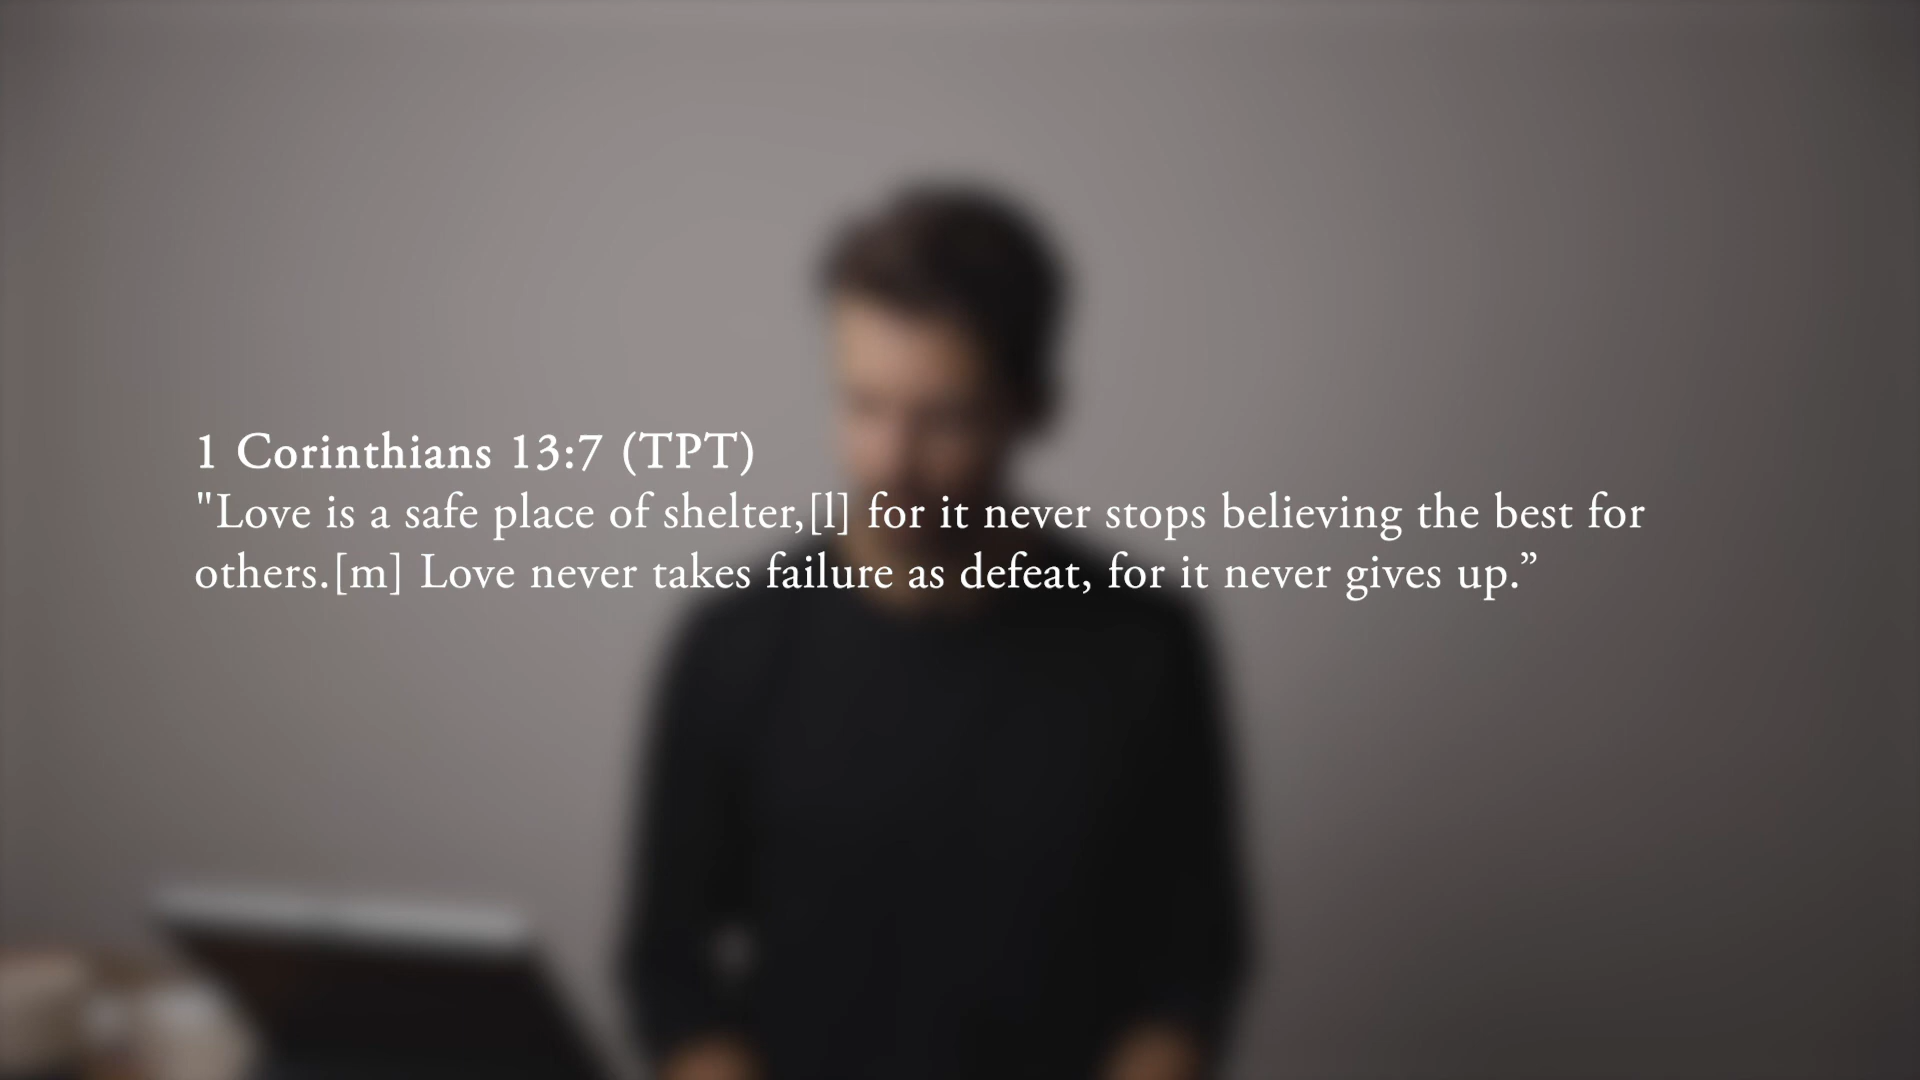 1 Corinthians 13:7 (TPT)
"Love is a safe place of shelter,[l] for it never stops believing the best for
others.[m] Love never takes failure as defeat, for it never gives up.”